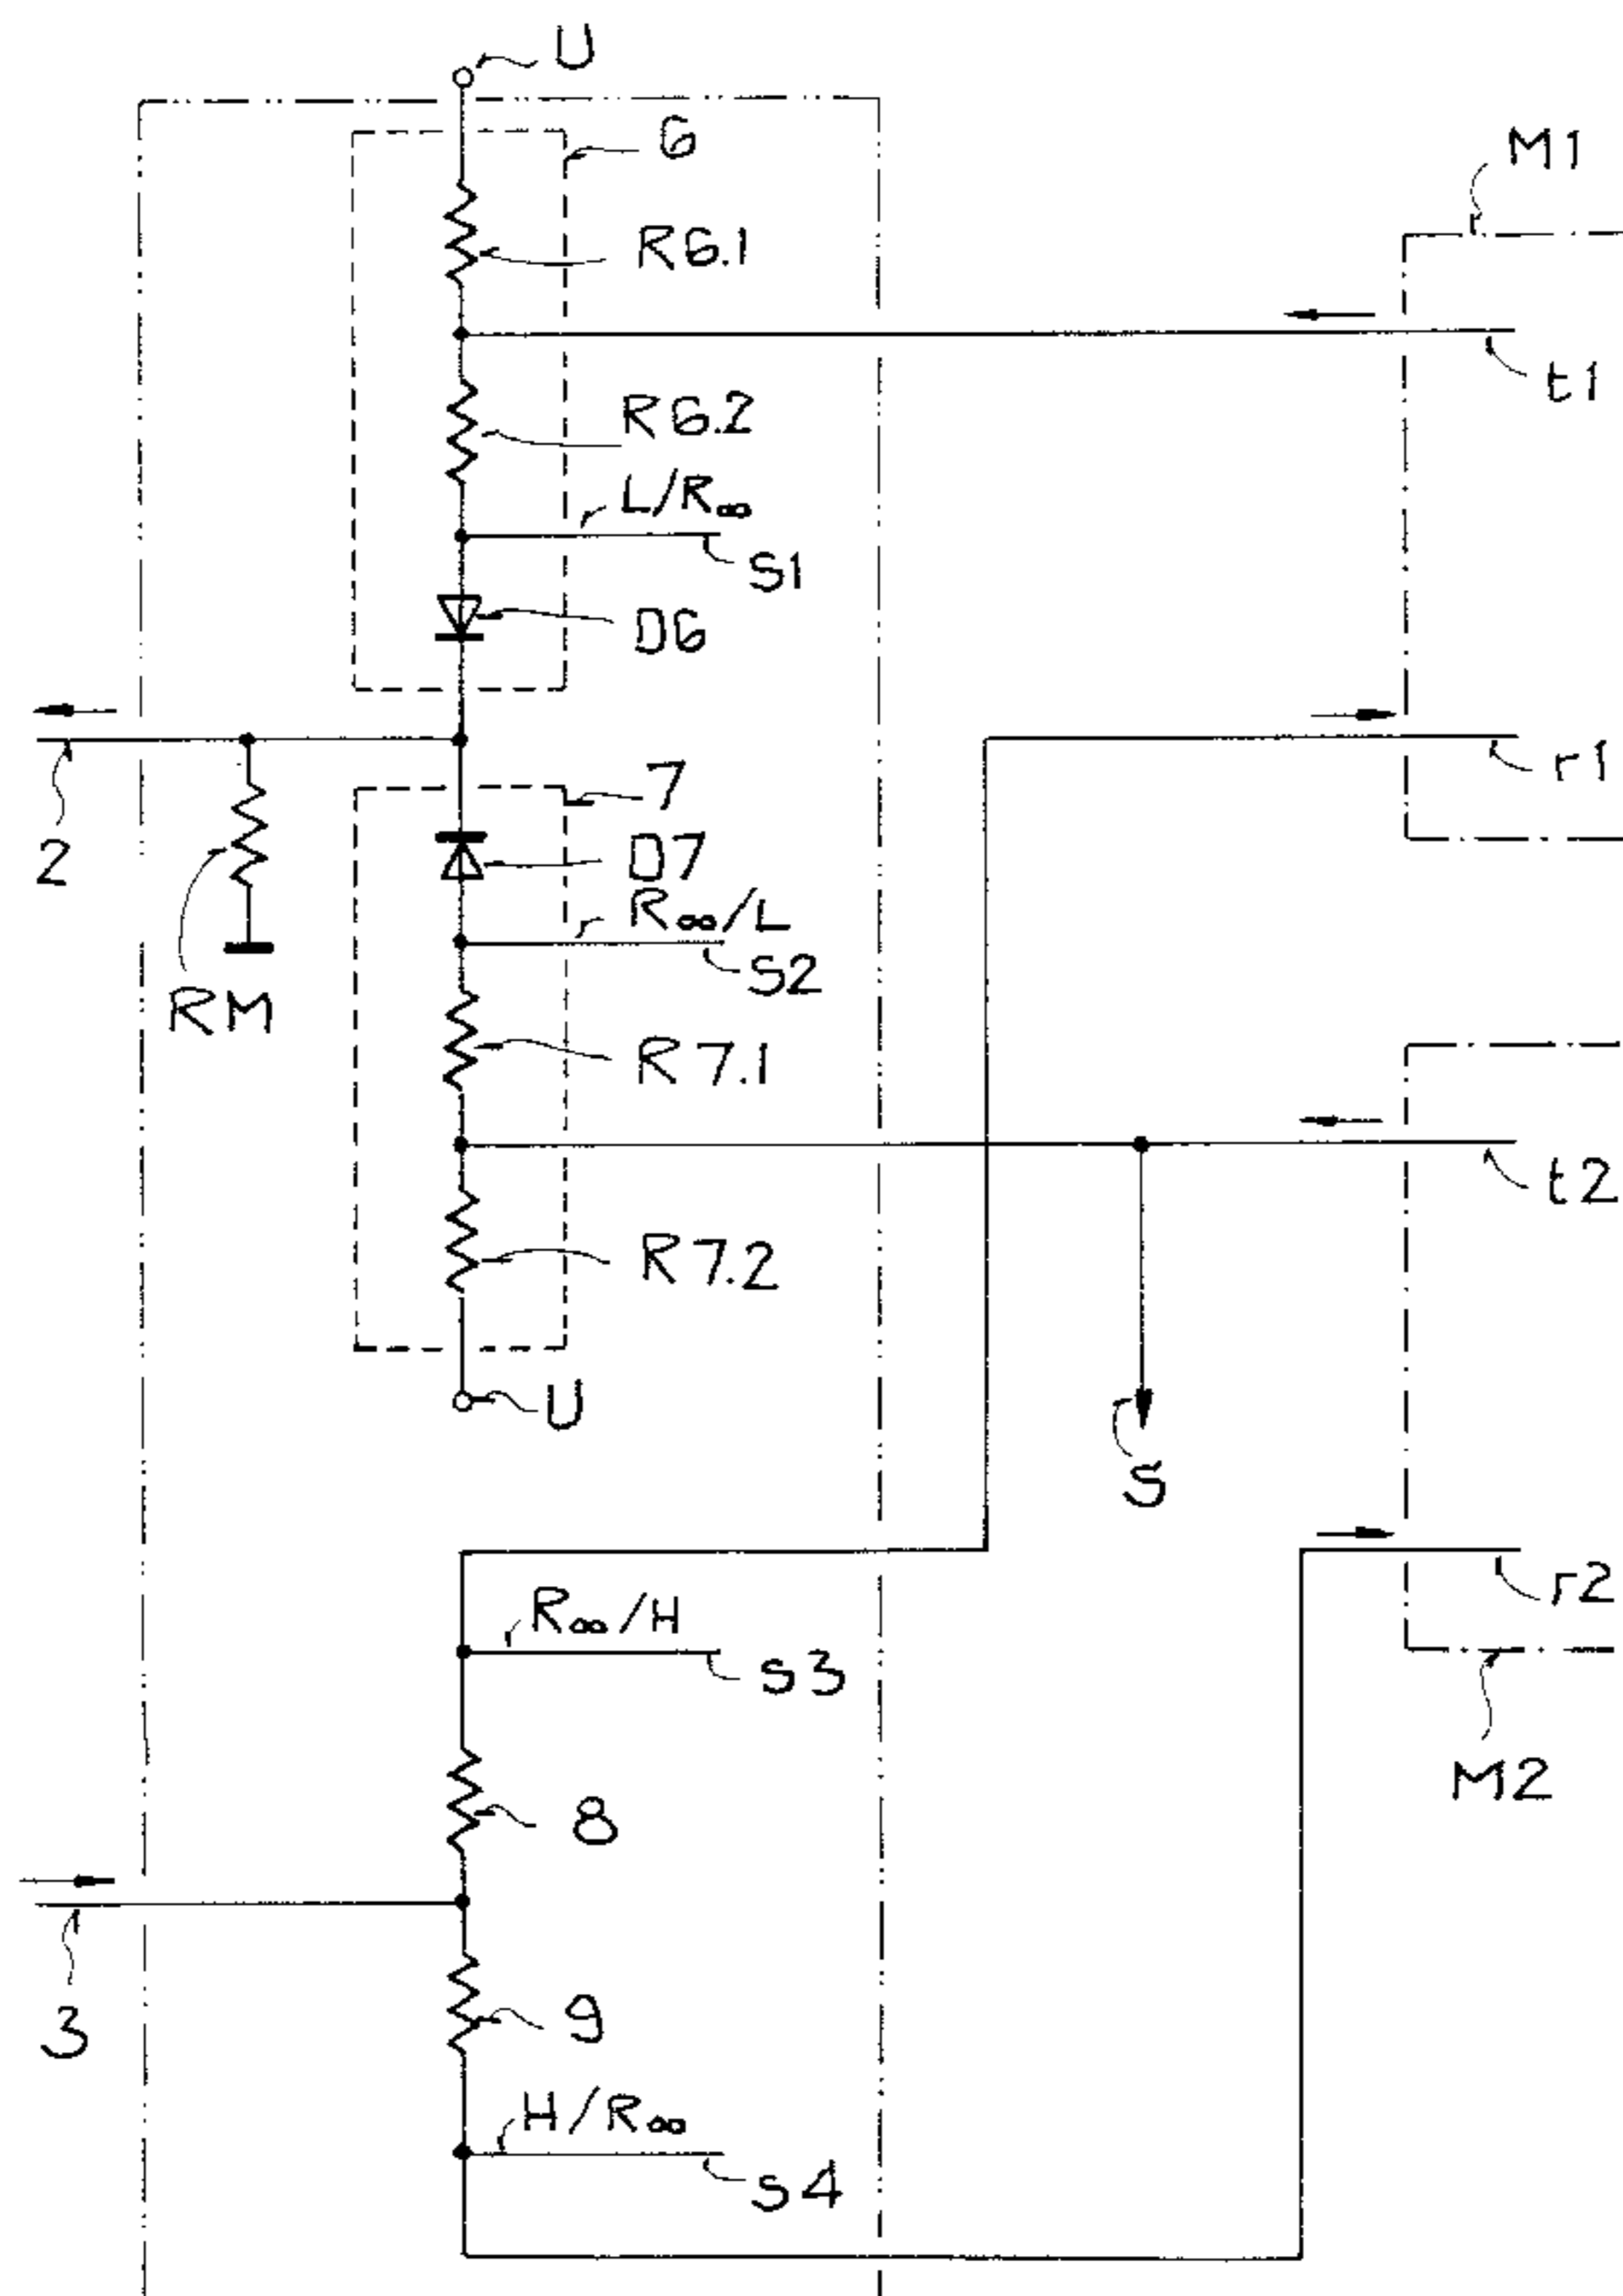 U
6
M1
R6.1
t1
R6.2
L/R∞
S1
D6
r1
2
7
D7
R∞/L
S2
RM
R7.1
t2
R7.2
U
S
R∞/H
S3
r2
M2
8
3
9
H/R∞
S4